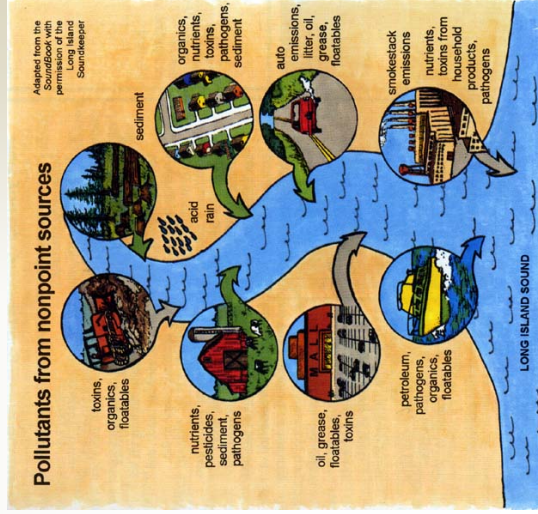 Pollutants from nonpoint sources
Adapted from the
SoundBook with
permission of the
Long Island
Soundkeeper
toxins,
organics,
floatables
sediment
acid
rain
organics,
nutrients,
toxins,
pathogens,
sediment
nutrients,
pesticides,
sediment,
pathogens
auto
emissions,
litter, oil,
grease,
floatables
MALL
oil, grease,
floatables,
toxins
smokestack
emissions
nutrients,
toxins from
household
products,
pathogens
petroleum,
pathogens,
organics,
floatables
LONG ISLAND SOUND